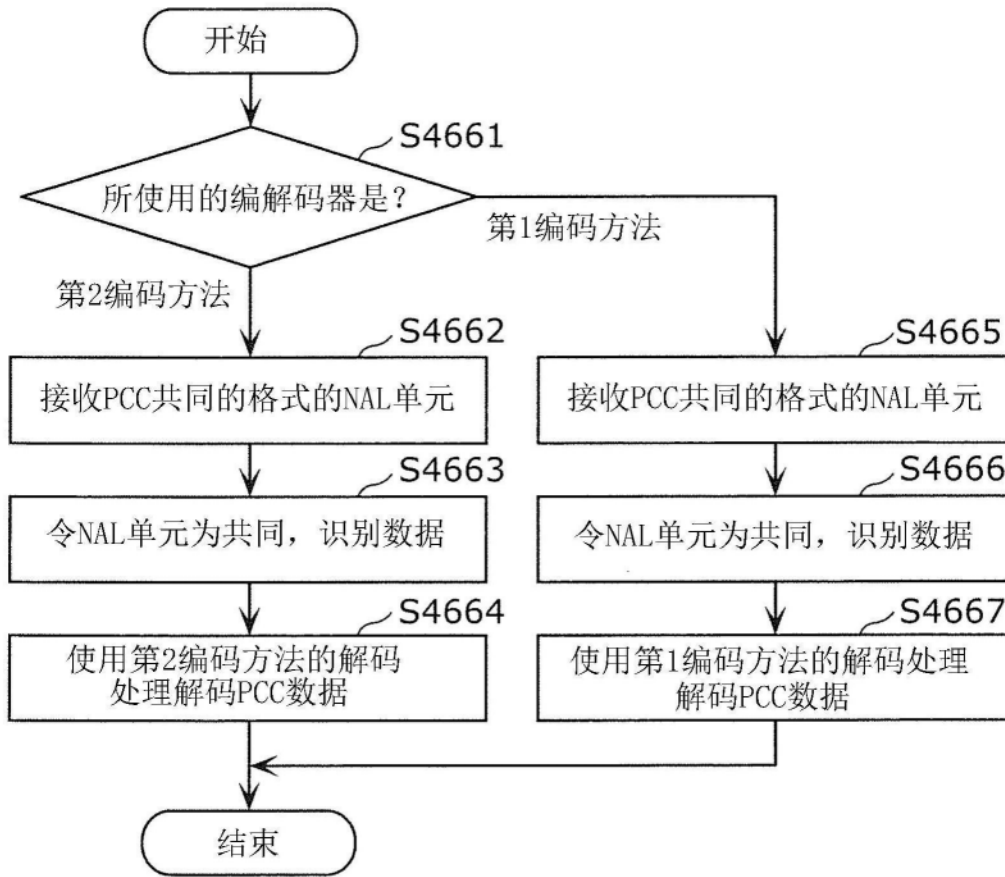 开始
S4661
所使用的编解码器是?
第1编码方法
第2编码方法
S4662
接收PCC共同的格式的NAL单元
S4663
令NAL单元为共同，识别数据
S4664
使用第2编码方法的解码
处理解码PCC数据
S4665
接收PCC共同的格式的NAL单元
S4666
令NAL单元为共同，识别数据
S4667
使用第1编码方法的解码处理
解码PCC数据
结束